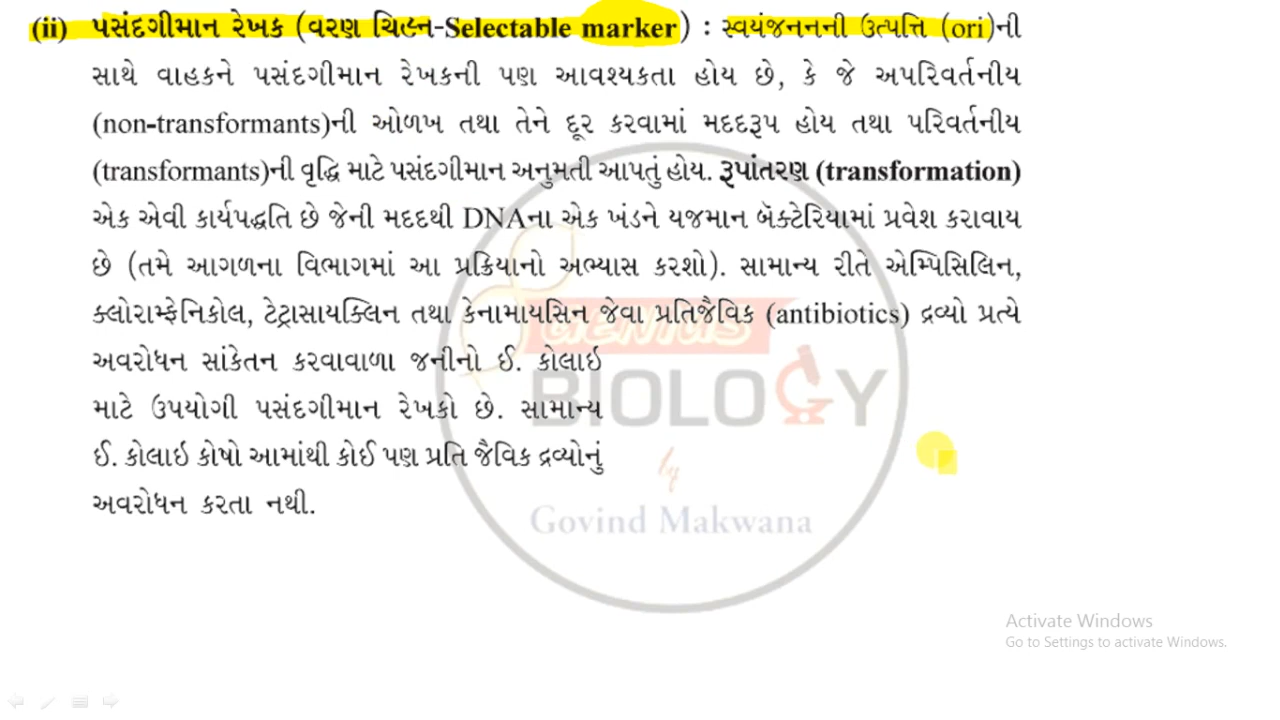 (ii) પસંદગીમાન રેખક (વરણ ચિહ્ન-Selectable marker) : સ્વયંજનનની ઉત્પત્તિ (ori)ની
સાથે વાહકને પસંદગીમાન રેખકની પણ આવશ્યકતા હોય છે, કે જે અપરિવર્તનીય
(non-transformants)ની ઓળખ તથા તેને દૂર કરવામાં મદદરૂપ હોય તથા પરિવર્તનીય
(transformants)ની વૃદ્ધિ માટે પસંદગીમાન અનુમતી આપતું હોય. રૂપાંતરણ (transformation)
એક એવી કાર્યપદ્ધતિ છે જેની મદદથી DNAના એક ખંડને યજમાન બૅક્ટેરિયામાં પ્રવેશ કરાવાય
છે (તમે આગળના વિભાગમાં આ પ્રક્રિયાનો અભ્યાસ કરશો). સામાન્ય રીતે એમ્પિસિલિન,
ક્લોરામ્ફેનિકોલ, ટેટ્રાસાયક્લિન તથા કેનામાયસિન જેવા પ્રતિજૈવિક (antibiotics) દ્રવ્યો પ્રત્યે
અવરોધન સાંકેતન કરવાવાળા જનીનો ઈ. કોલાઇ
માટે ઉપયોગી પસંદગીમાન રેખકો છે. સામાન્ય
ઈ. કોલાઇ કોષો આમાંથી કોઈ પણ પ્રતિ જૈવિક દ્રવ્યોનું
અવરોધન કરતા નથી.
GENIUS
BIOLOGY
by
Govind Makwana
Activate Windows
Go to Settings to activate Windows.